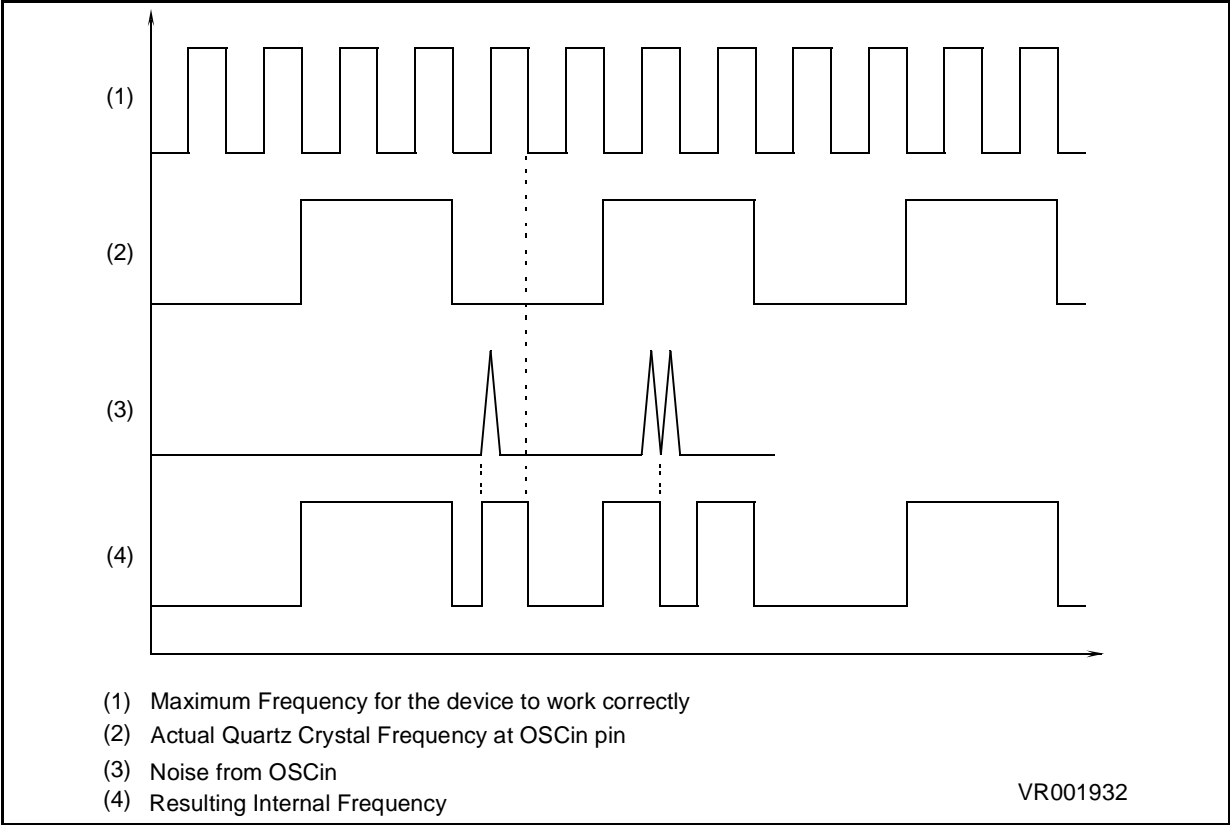 (1)
(2)
(3)
(4)
(1) Maximum Frequency for the device to work correctly
(2) Actual Quartz Crystal Frequency at OSCin pin
(3) Noise from OSCin
(4) Resulting Internal Frequency
VR001932